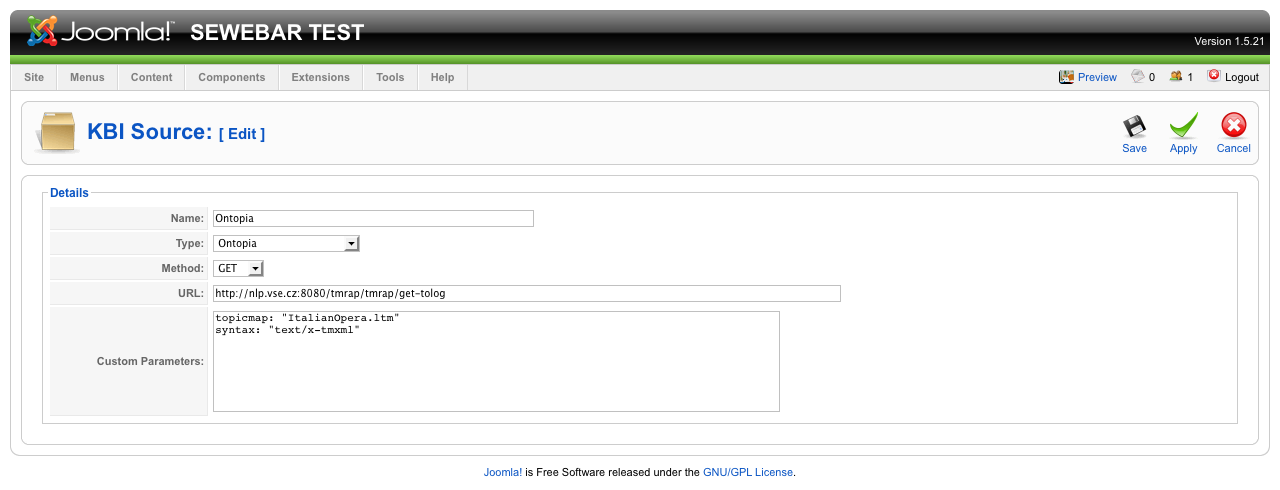 Joomla!™ SEWEBAR TEST
Version 1.5.21
Site Menus Content Components Extensions Tools Help Preview 0 1 Logout
KBI Source: [ Edit ]
Save Apply Cancel
Details
Name: Ontopia
Type: Ontopia
Method: GET
URL: http://nlp.vse.cz:8080/tmrap/tmrap/get-tolog
Custom Parameters:
topicmap: "ItalianOpera.ltm"
syntax: "text/x-tmxml"
Joomla! is Free Software released under the GNU/GPL License.